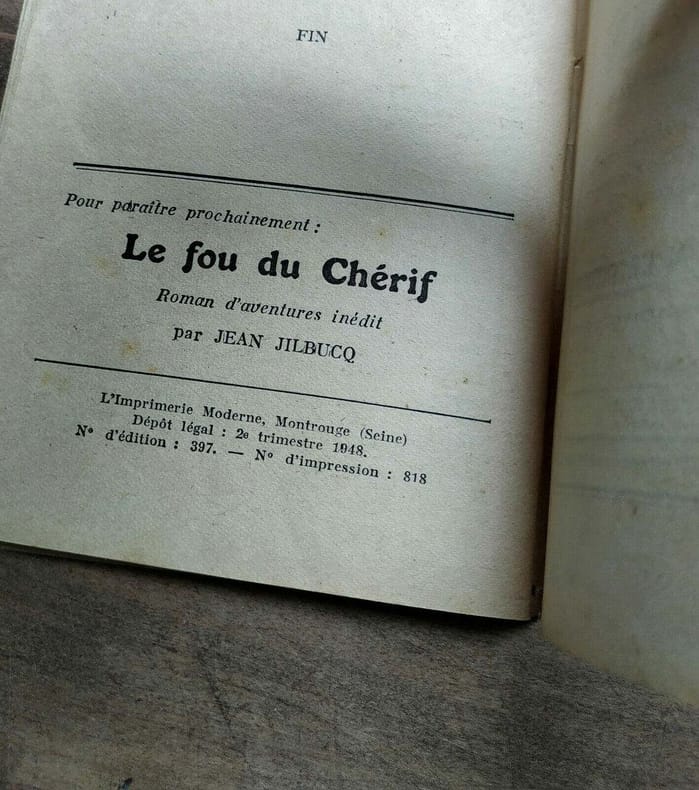 FIN
Pour paraître prochainement :
Le fou du Chérif
Roman d'aventures inédit
par JEAN JILBUCQ
L'Imprimerie Moderne, Montrouge (Seine)
Dépôt légal : 2e trimestre 1948.
N° d'édition : 397. — N° d'impression : 818